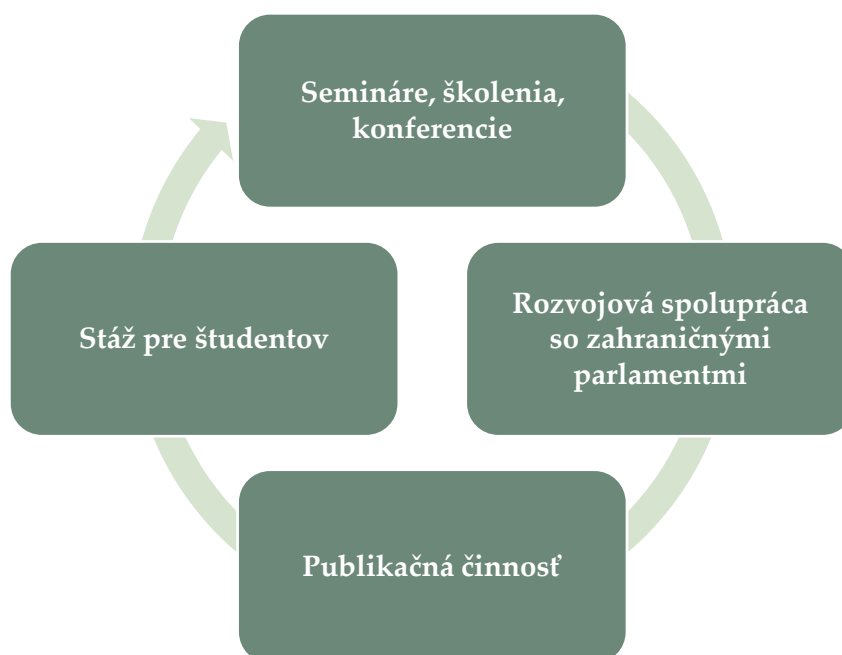 Semináre, školenia,
konferencie
Rozvojová spolupráca
so zahraničnými
parlamentmi
Publikačná činnosť
Stáž pre študentov